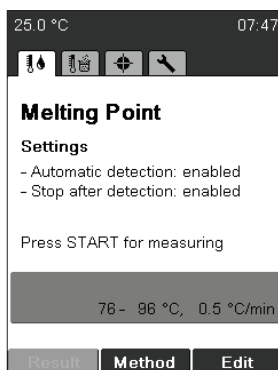 25.0 °C 07:47
Melting Point
Settings
- Automatic detection: enabled
- Stop after detection: enabled
Press START for measuring
76 - 96 °C, 0.5 °C/min
Result Method Edit